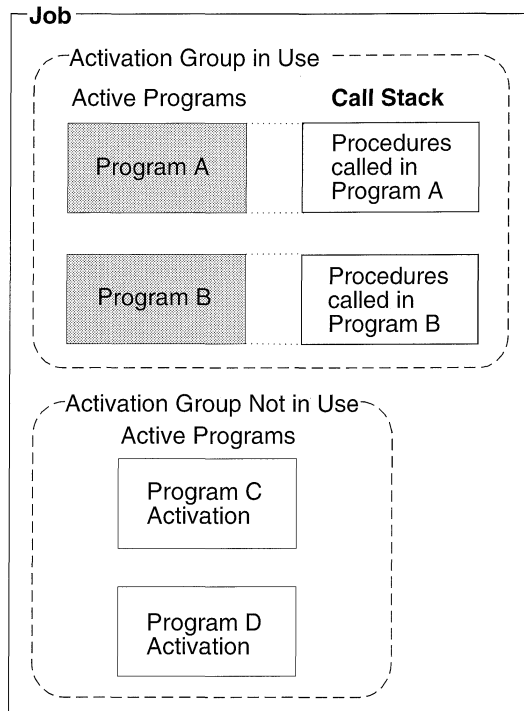 Job
Activation Group in Use
Active Programs
Call Stack
Program A
Procedures
called in
Program A
Program B
Procedures
called in
Program B
Activation Group Not in Use
Active Programs
Program C
Activation
Program D
Activation